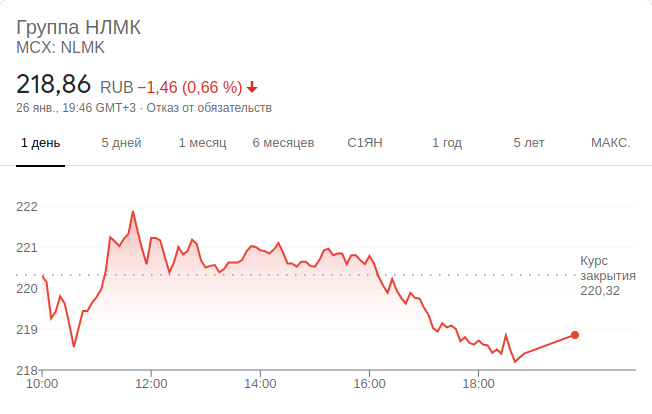 Группа НЛМК
MCX: NLMK
218,86 RUB −1,46 (0,66 %)
26 янв., 19:46 GMT+3 · Отказ от обязательств
1 день 5 дней 1 месяц 6 месяцев С1ЯН 1 год 5 лет МАКС.
222
221
Курс
закрытия
220,32
220
219
218
10:00 12:00 14:00 16:00 18:00